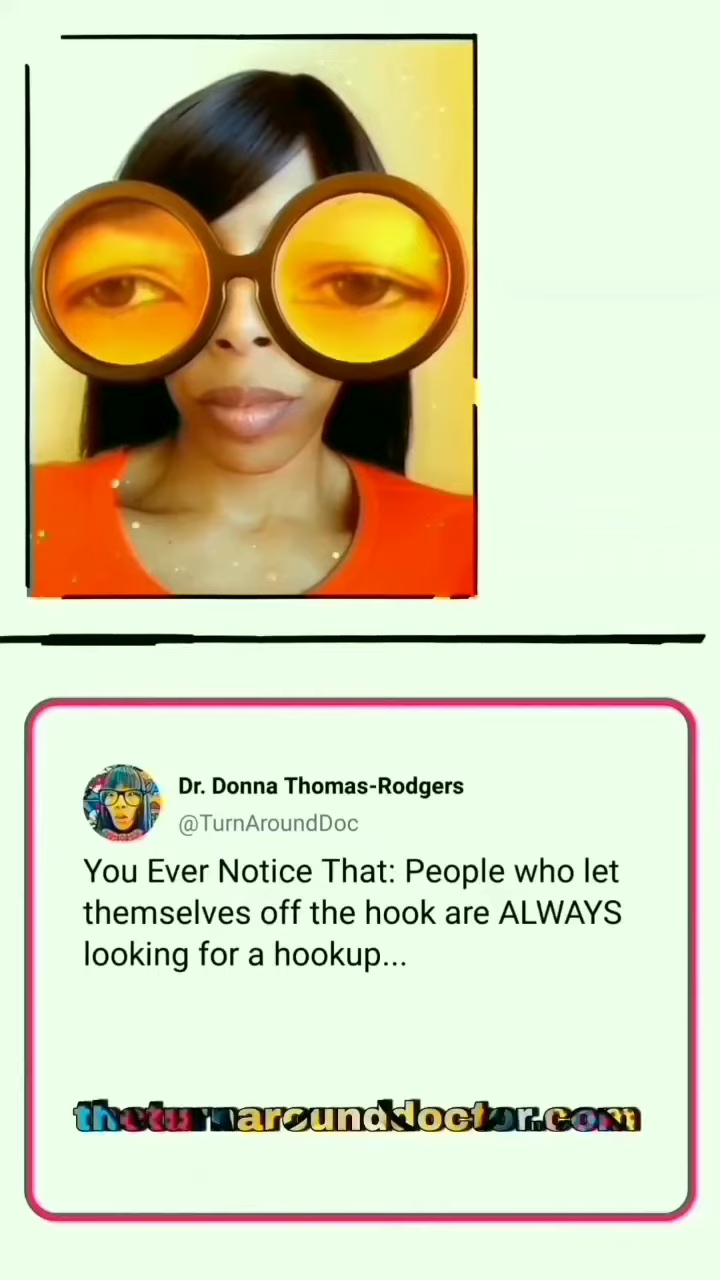 Dr. Donna Thomas-Rodgers
@TurnAroundDoc
You Ever Notice That: People who let
themselves off the hook are ALWAYS
looking for a hookup...
theturnarounddoctor.com